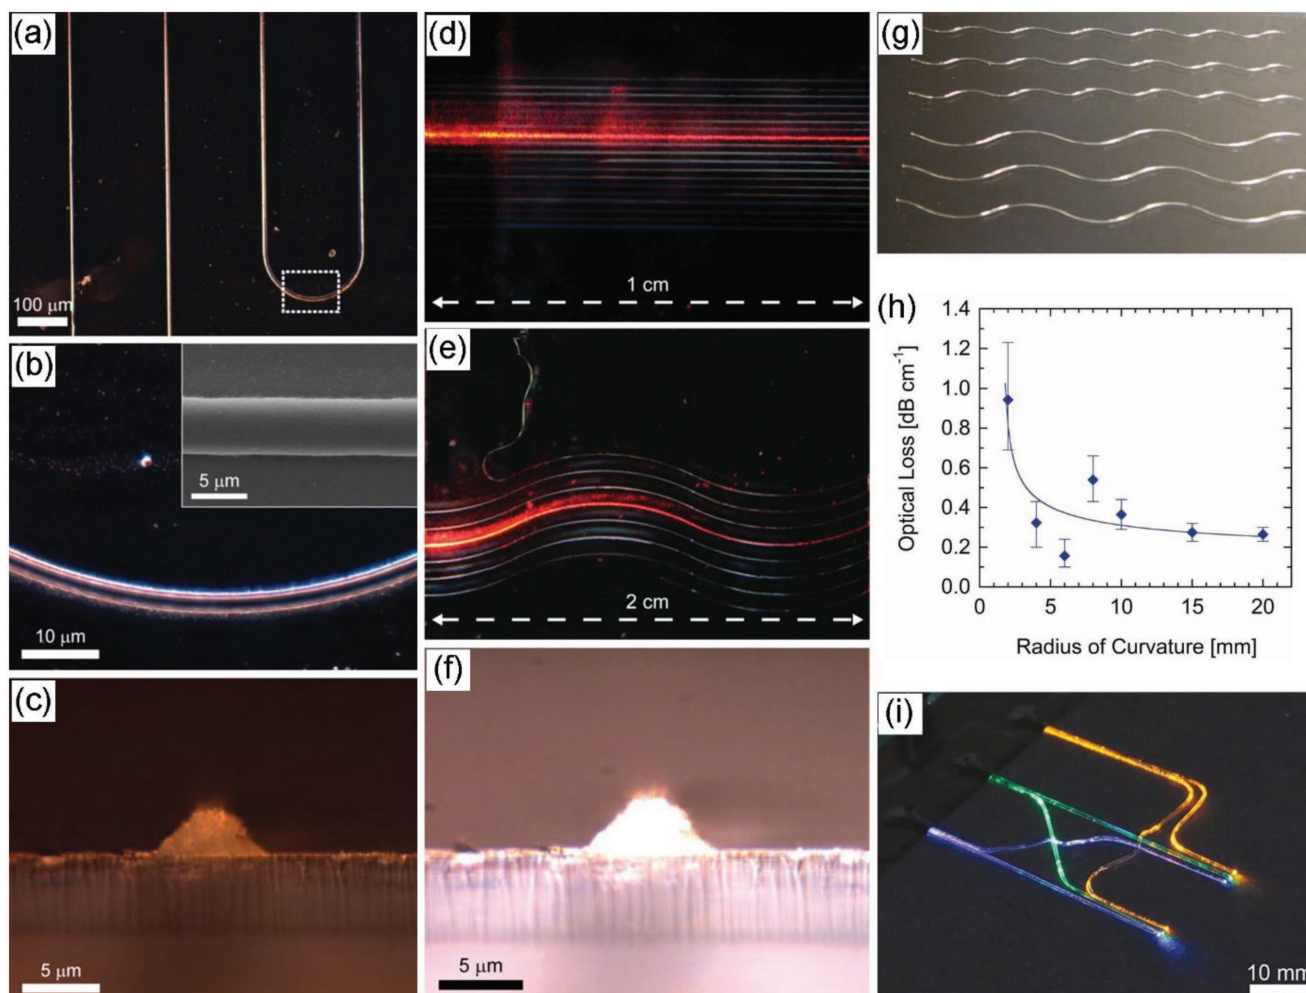 (a)
100 μm
(b)
5 μm
10 μm
(c)
5 μm
(d)
1 cm
(e)
2 cm
(f)
5 μm
(g)
(h)
Optical Loss [dB cm⁻¹]
1.4
1.2
1.0
0.8
0.6
0.4
0.2
0.0
0 5 10 15 20
Radius of Curvature [mm]
(i)
10 mm